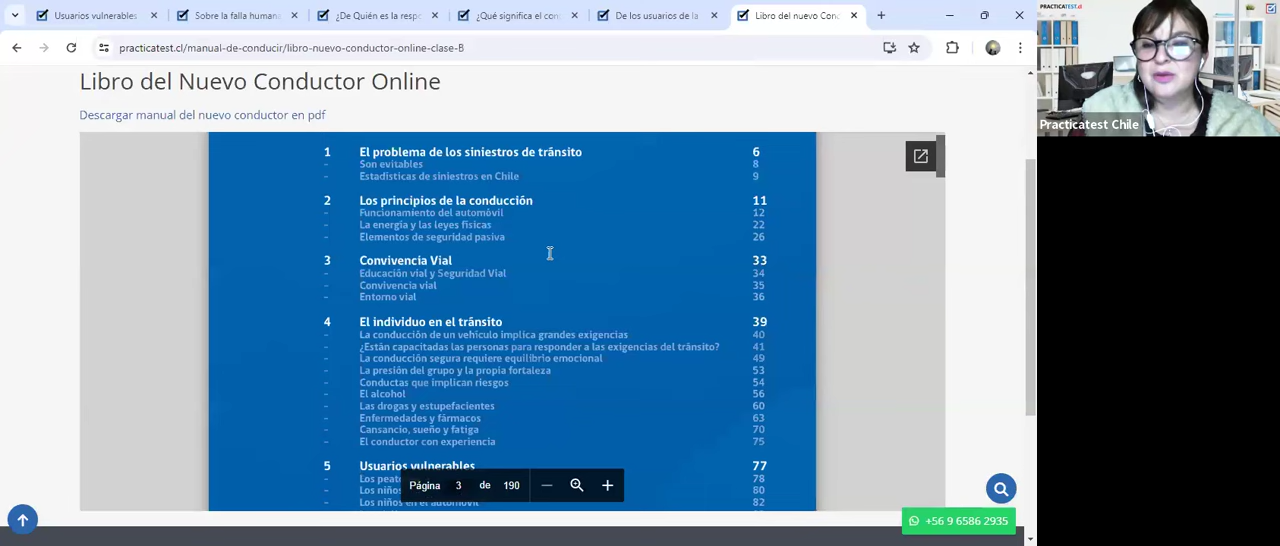 Usuarios vulnerables
Sobre la falla humana
¿De Quién es la resp
¿Qué significa el con
De los usuarios de la
Libro del nuevo Con
practicatest.cl/manual-de-conducir/libro-nuevo-conductor-online-clase-B
PRACTICATEST.cl
Practicatest Chile
Libro del Nuevo Conductor Online
Descargar manual del nuevo conductor en pdf
1 El problema de los siniestros de tránsito 6
- Son evitables 8
- Estadísticas de siniestros en Chile 9
2 Los principios de la conducción 11
- Funcionamiento del automóvil 12
- La energía y las leyes físicas 22
- Elementos de seguridad pasiva 26
3 Convivencia Vial 33
- Educación vial y Seguridad Vial 34
- Convivencia vial 35
- Entorno vial 36
4 El individuo en el tránsito 39
- La conducción de un vehículo implica grandes exigencias 40
- ¿Están capacitadas las personas para responder a las exigencias del tránsito? 41
- La conducción segura requiere equilibrio emocional 49
- La presión del grupo y la propia fortaleza 53
- Conductas que implican riesgos 54
- El alcohol 56
- Las drogas y estupefacientes 60
- Enfermedades y fármacos 63
- Cansancio, sueño y fatiga 70
- El conductor con experiencia 75
5 Usuarios vulnerables 77
- Los peato 78
- Los niños 80
- Los niños en el automóvil 82
Página 3 de 190
+56 9 6586 2935